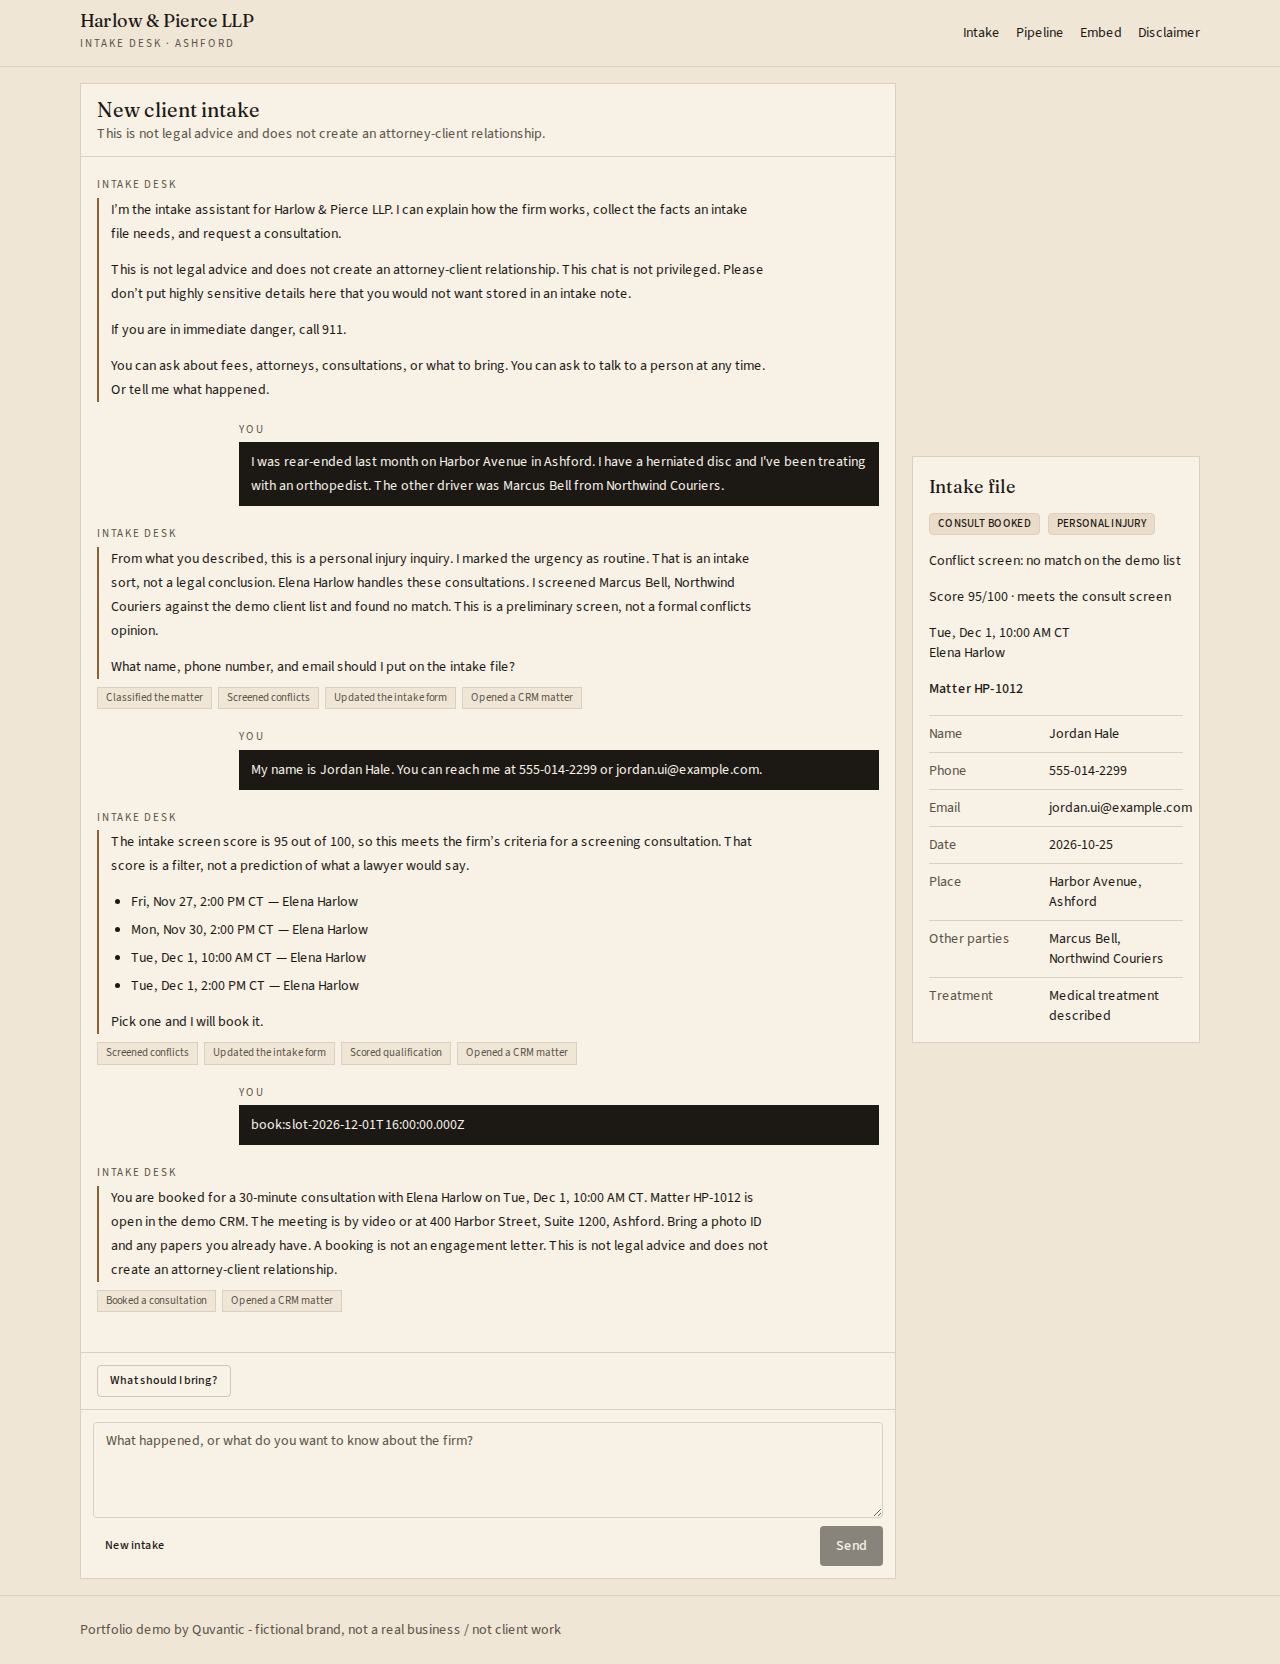 Harlow & Pierce LLP
INTAKE DESK · ASHFORD
Intake Pipeline Embed Disclaimer
New client intake
This is not legal advice and does not create an attorney-client relationship.
INTAKE DESK
I’m the intake assistant for Harlow & Pierce LLP. I can explain how the firm works, collect the facts an intake
file needs, and request a consultation.
This is not legal advice and does not create an attorney-client relationship. This chat is not privileged. Please
don’t put highly sensitive details here that you would not want stored in an intake note.
If you are in immediate danger, call 911.
You can ask about fees, attorneys, consultations, or what to bring. You can ask to talk to a person at any time.
Or tell me what happened.
YOU
I was rear-ended last month on Harbor Avenue in Ashford. I have a herniated disc and I've been treating
with an orthopedist. The other driver was Marcus Bell from Northwind Couriers.
INTAKE DESK
From what you described, this is a personal injury inquiry. I marked the urgency as routine. That is an intake
sort, not a legal conclusion. Elena Harlow handles these consultations. I screened Marcus Bell, Northwind
Couriers against the demo client list and found no match. This is a preliminary screen, not a formal conflicts
opinion.
What name, phone number, and email should I put on the intake file?
Classified the matter Screened conflicts Updated the intake form Opened a CRM matter
YOU
My name is Jordan Hale. You can reach me at 555-014-2299 or jordan.ui@example.com.
INTAKE DESK
The intake screen score is 95 out of 100, so this meets the firm’s criteria for a screening consultation. That
score is a filter, not a prediction of what a lawyer would say.
• Fri, Nov 27, 2:00 PM CT — Elena Harlow
• Mon, Nov 30, 2:00 PM CT — Elena Harlow
• Tue, Dec 1, 10:00 AM CT — Elena Harlow
• Tue, Dec 1, 2:00 PM CT — Elena Harlow
Pick one and I will book it.
Screened conflicts Updated the intake form Scored qualification Opened a CRM matter
YOU
book:slot-2026-12-01T16:00:00.000Z
INTAKE DESK
You are booked for a 30-minute consultation with Elena Harlow on Tue, Dec 1, 10:00 AM CT. Matter HP-1012 is
open in the demo CRM. The meeting is by video or at 400 Harbor Street, Suite 1200, Ashford. Bring a photo ID
and any papers you already have. A booking is not an engagement letter. This is not legal advice and does not
create an attorney-client relationship.
Booked a consultation Opened a CRM matter
What should I bring?
What happened, or what do you want to know about the firm?
New intake
Send
Intake file
CONSULT BOOKED PERSONAL INJURY
Conflict screen: no match on the demo list
Score 95/100 · meets the consult screen
Tue, Dec 1, 10:00 AM CT
Elena Harlow
Matter HP-1012
Name Jordan Hale
Phone 555-014-2299
Email jordan.ui@example.com
Date 2026-10-25
Place Harbor Avenue,
Ashford
Other parties Marcus Bell,
Northwind Couriers
Treatment Medical treatment
described
Portfolio demo by Quvantic - fictional brand, not a real business / not client work